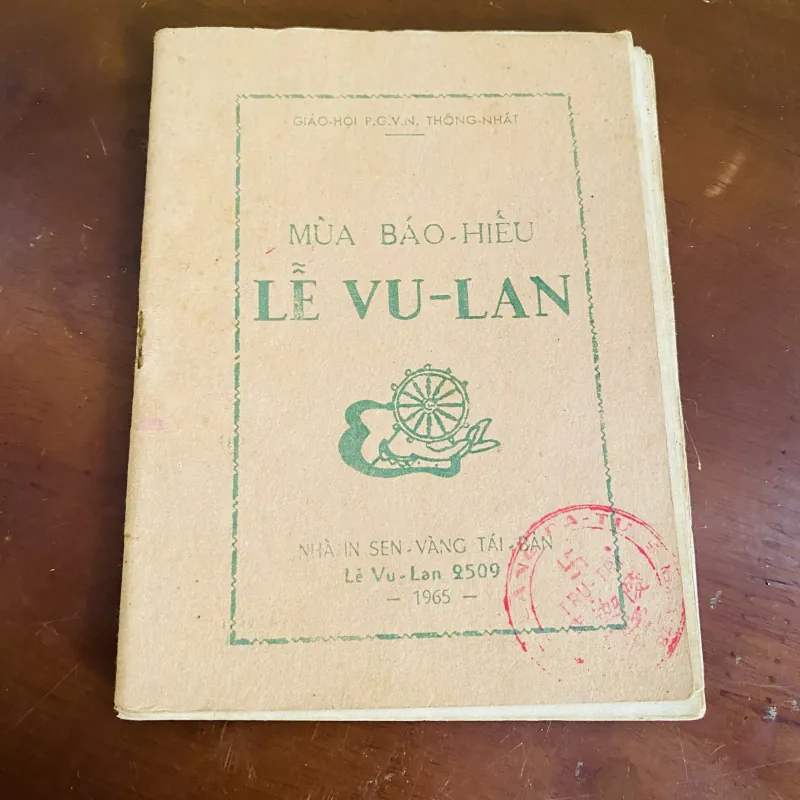 GIÁO-HỘI P.G.V.N. THỐNG-NHẤT
MÙA BÁO-HIẾU
LỄ VU-LAN
NHÀ IN SEN-VÀNG TÁI-BẢN
Lễ Vu-Lan 2509
— 1965 —